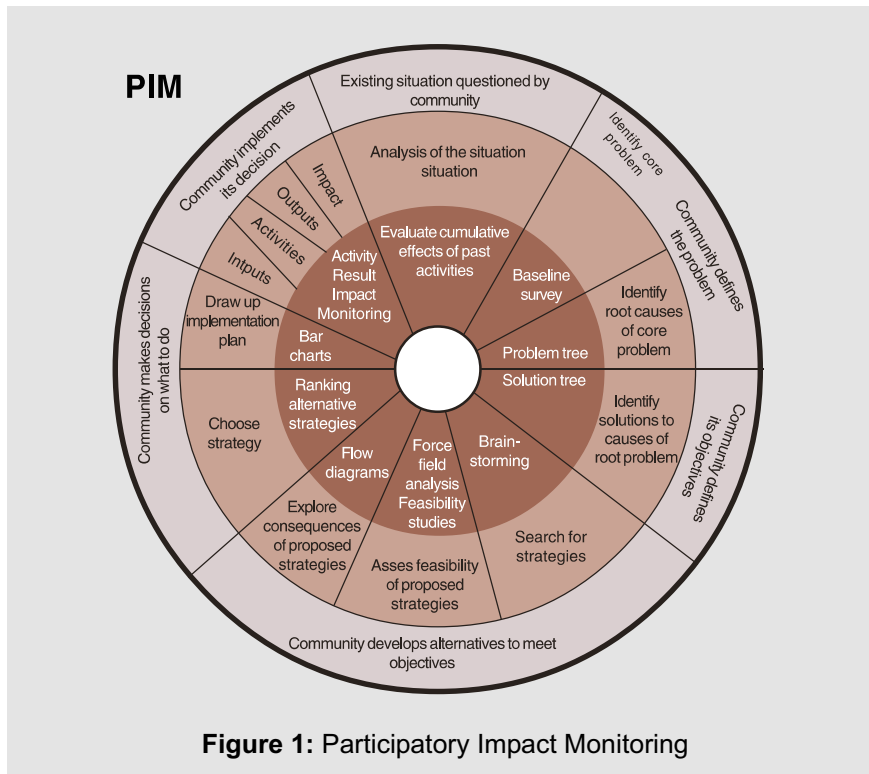 PIM
Existing situation questioned by
community
Identify core
problem
Community defines
the problem
Community defines
its objectives
Community develops alternatives to meet
objectives
Community makes decisions
on what to do
Community implements
its decision
Analysis of the situation
situation
Identify
root causes
of core
problem
Identify
solutions to
causes of
root problem
Search for
strategies
Asses feasibility
of proposed
strategies
Explore
consequences
of proposed
strategies
Choose
strategy
Draw up
implementation
plan
Intputs
Activities
Outputs
Impact
Evaluate cumulative
effects of past
activities
Baseline
survey
Problem tree
Solution tree
Brain-
storming
Force
field
analysis
Feasibility
studies
Flow
diagrams
Ranking
alternative
strategies
Bar
charts
Activity
Result
Impact
Monitoring
Figure 1: Participatory Impact Monitoring